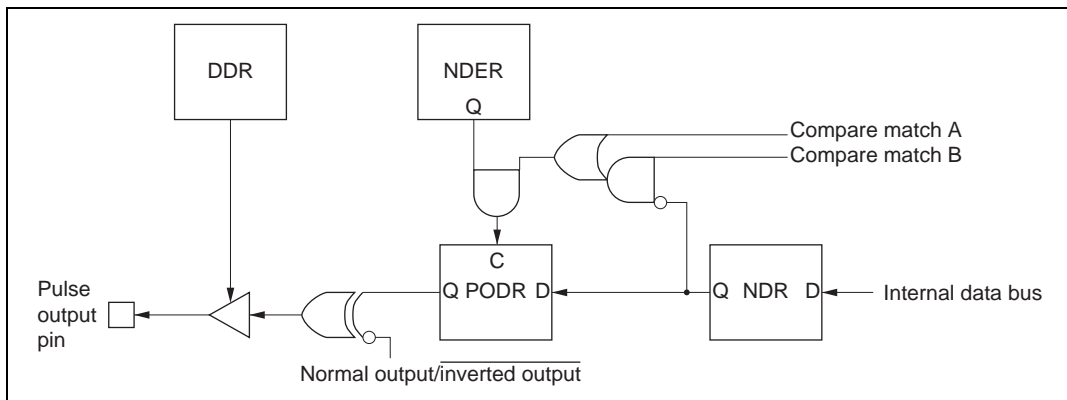 DDR
NDER
Q
Compare match A
Compare match B
C
Q PODR D
Q NDR D
Internal data bus
Pulse
output
pin
Normal output/inverted output